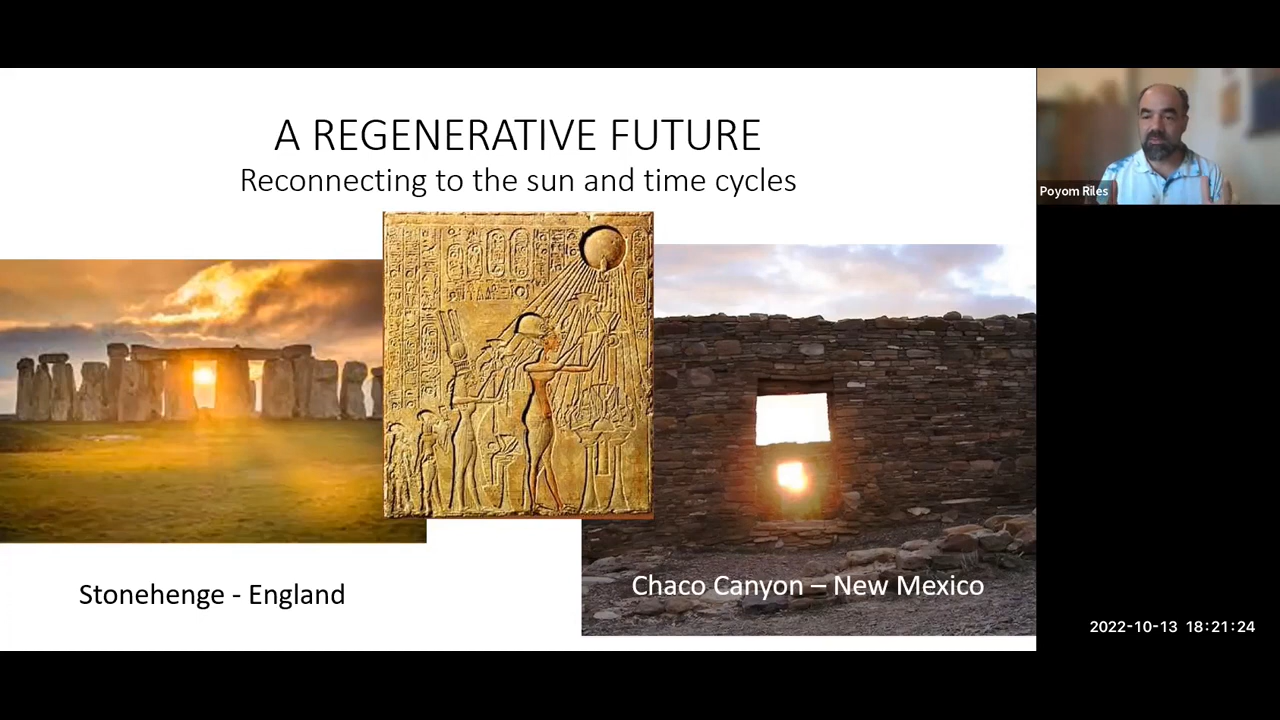 A REGENERATIVE FUTURE
Reconnecting to the sun and time cycles
Poyom Riles
Stonehenge - England
Chaco Canyon – New Mexico
2022-10-13 18:21:24